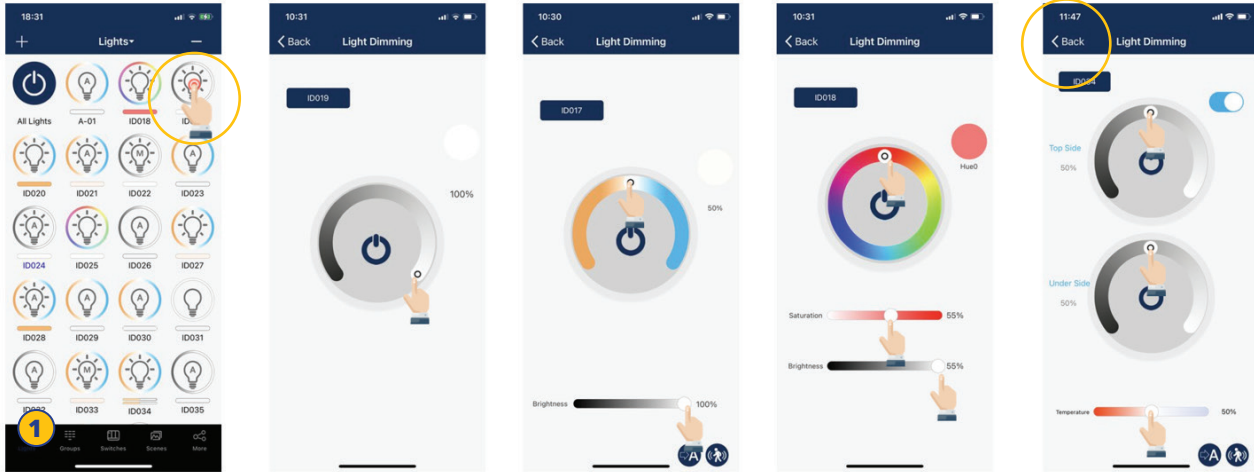 18:31
Lights
All Lights
A-01
ID018
ID020
ID021
ID022
ID023
ID024
ID025
ID026
ID027
ID028
ID029
ID030
ID031
ID033
ID034
ID035
1
Groups
Switches
Scenes
More
10:31
Back
Light Dimming
ID019
100%
10:30
Back
Light Dimming
ID017
50%
Brightness
100%
A
10:31
Back
Light Dimming
ID018
Hue0
Saturation
55%
Brightness
55%
11:47
Back
Light Dimming
ID034
Top Side
50%
Under Side
50%
Temperature
50%
A